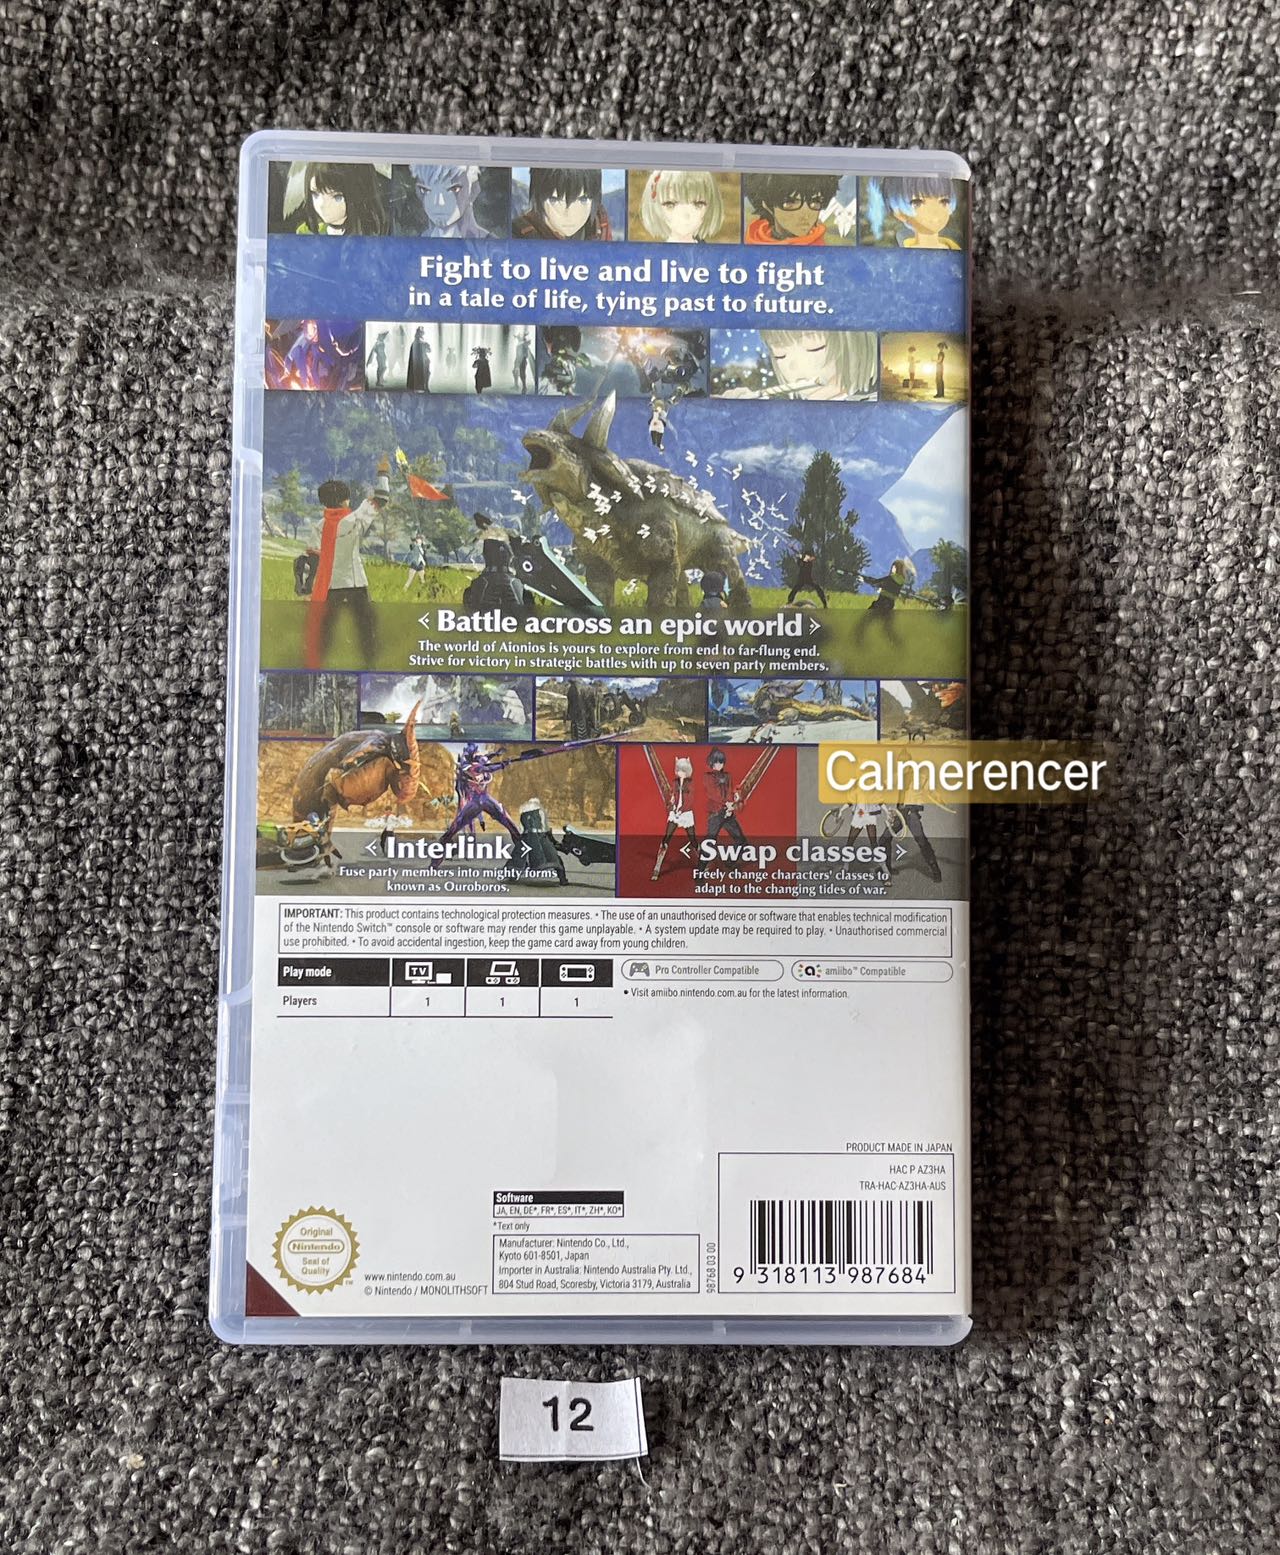 Fight to live and live to fight
in a tale of life, tying past to future.
< Battle across an epic world >
The world of Aionios is yours to explore from end to far-flung end.
Strive for victory in strategic battles with up to seven party members.
Calmerencer
< Interlink >
Fuse party members into mighty forms
known as Ouroboros.
< Swap classes >
Freely change characters' classes to
adapt to the changing tides of war.
IMPORTANT: This product contains technological protection measures. • The use of an unauthorised device or software that enables technical modification
of the Nintendo Switch™ console or software may render this game unplayable. • A system update may be required to play. • Unauthorised commercial
use prohibited. • To avoid accidental ingestion, keep the game card away from young children.
Play mode
TV
Pro Controller Compatible
amiibo™ Compatible
Players 1 1 1
• Visit amiibo.nintendo.com.au for the latest information.
PRODUCT MADE IN JAPAN
HAC P AZ3HA
TRA-HAC-AZ3HA-AUS
Software
JA, EN, DE*, FR*, ES*, IT*, ZH*, KO*
*Text only
Manufacturer: Nintendo Co., Ltd.,
Kyoto 601-8501, Japan
Importer in Australia: Nintendo Australia Pty. Ltd.,
804 Stud Road, Scoresby, Victoria 3179, Australia
Original
Nintendo
Seal of
Quality
TM
www.nintendo.com.au
© Nintendo / MONOLITHSOFT
98768 03 00
9 318113 987684
12